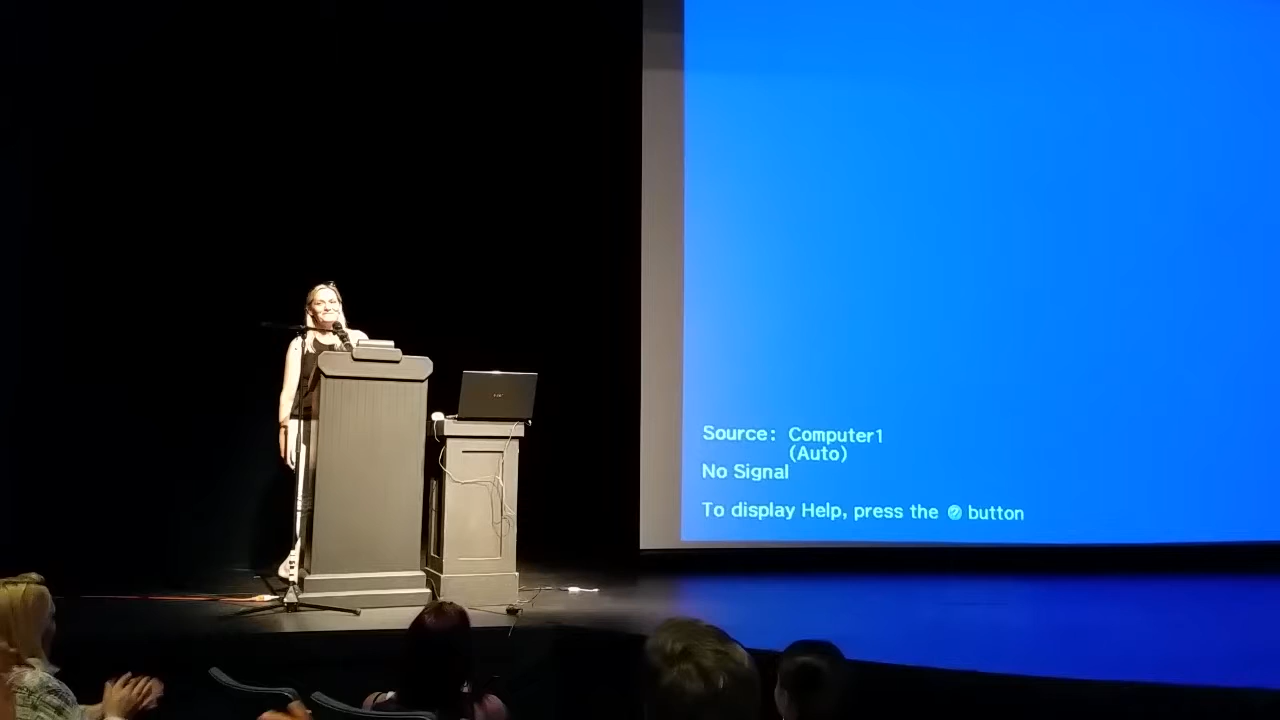 Source: Computer1
(Auto)
No Signal
To display Help, press the ? button